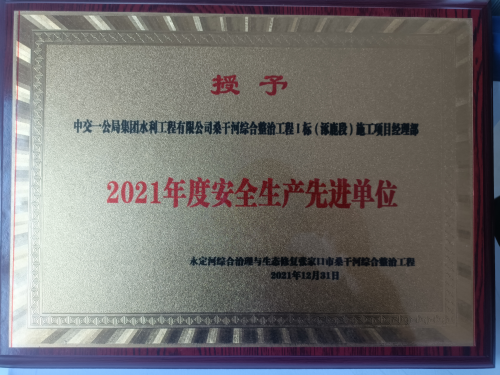 授予
中交一公局集团水利工程有限公司桑干河综合整治工程I标(涿鹿段)施工项目经理部
2021年度安全生产先进单位
永定河综合治理与生态修复张家口市桑干河综合整治工程
2021年12月31日